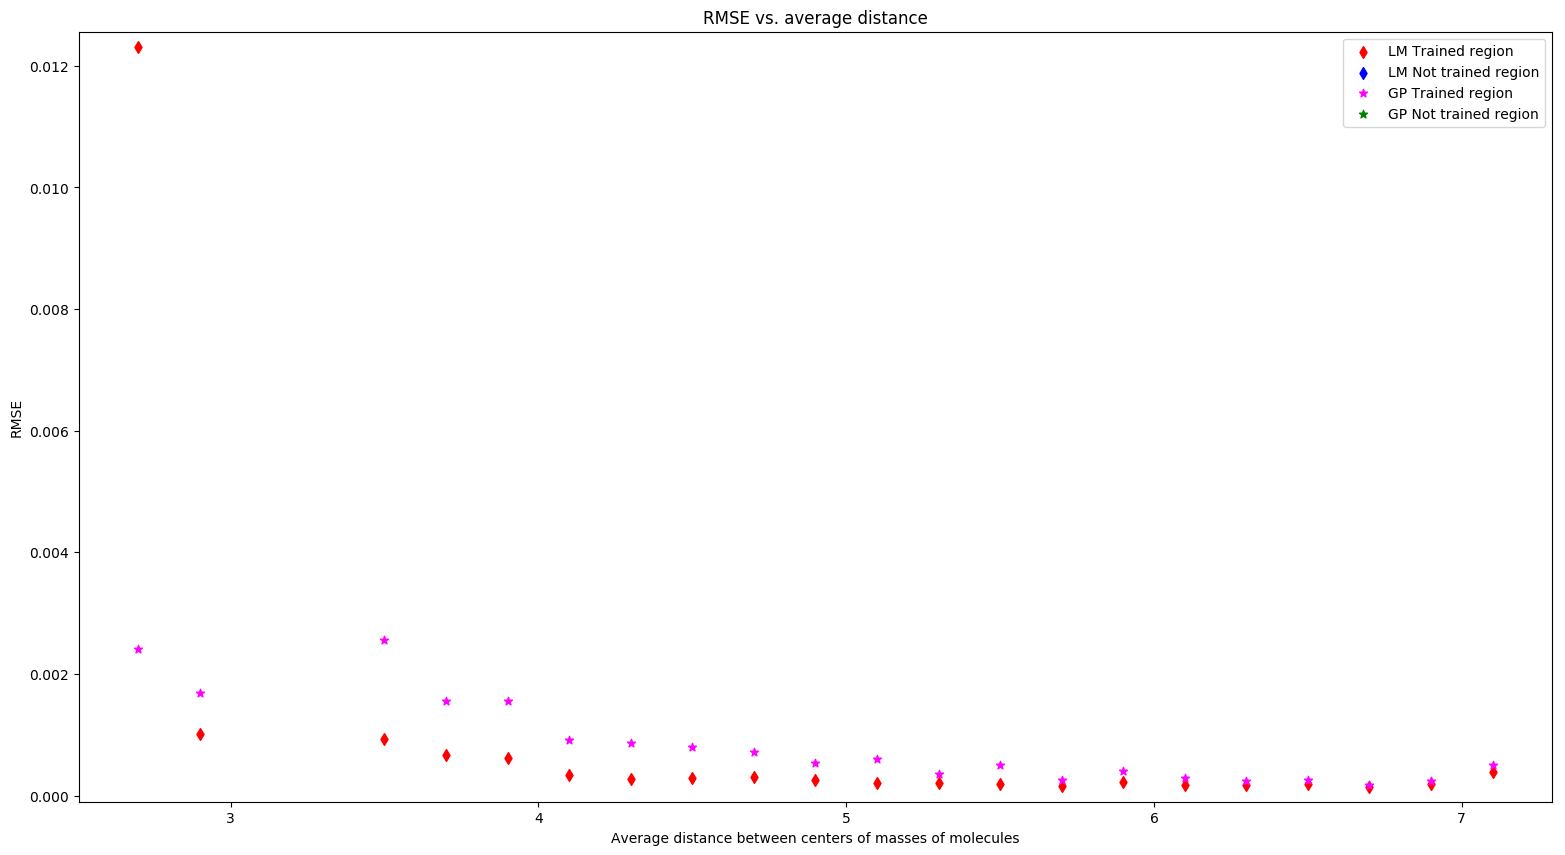 RMSE vs. average distance
LM Trained region
LM Not trained region
GP Trained region
GP Not trained region
0.012
0.010
0.008
0.006
0.004
0.002
0.000
RMSE
3 4 5 6 7
Average distance between centers of masses of molecules